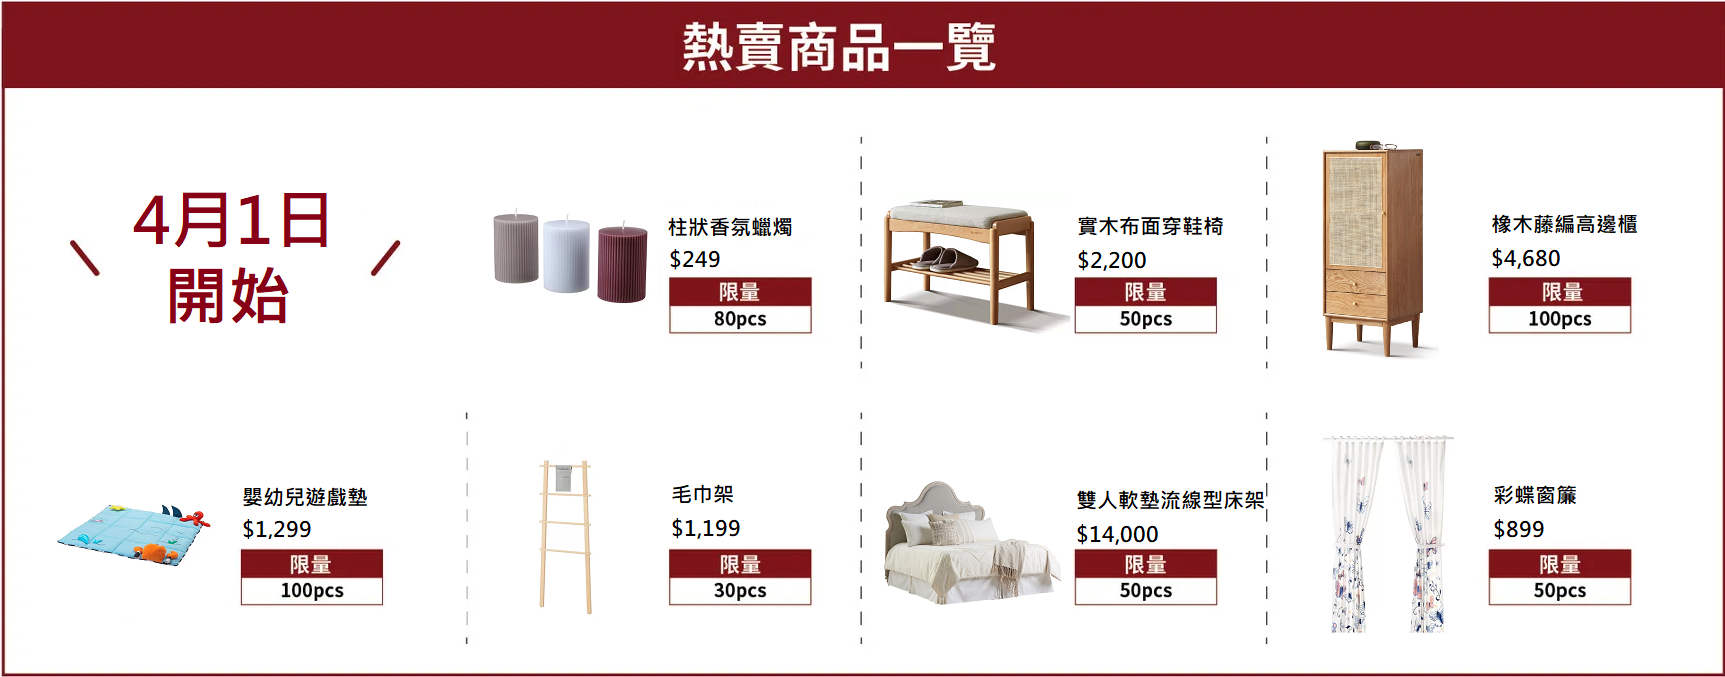 熱賣商品一覽
4月1日
開始
柱狀香氛蠟燭
$249
限量
80pcs
實木布面穿鞋椅
$2,200
限量
50pcs
橡木藤編高邊櫃
$4,680
限量
100pcs
嬰幼兒遊戲墊
$1,299
限量
100pcs
毛巾架
$1,199
限量
30pcs
雙人軟墊流線型床架
$14,000
限量
50pcs
彩蝶窗簾
$899
限量
50pcs